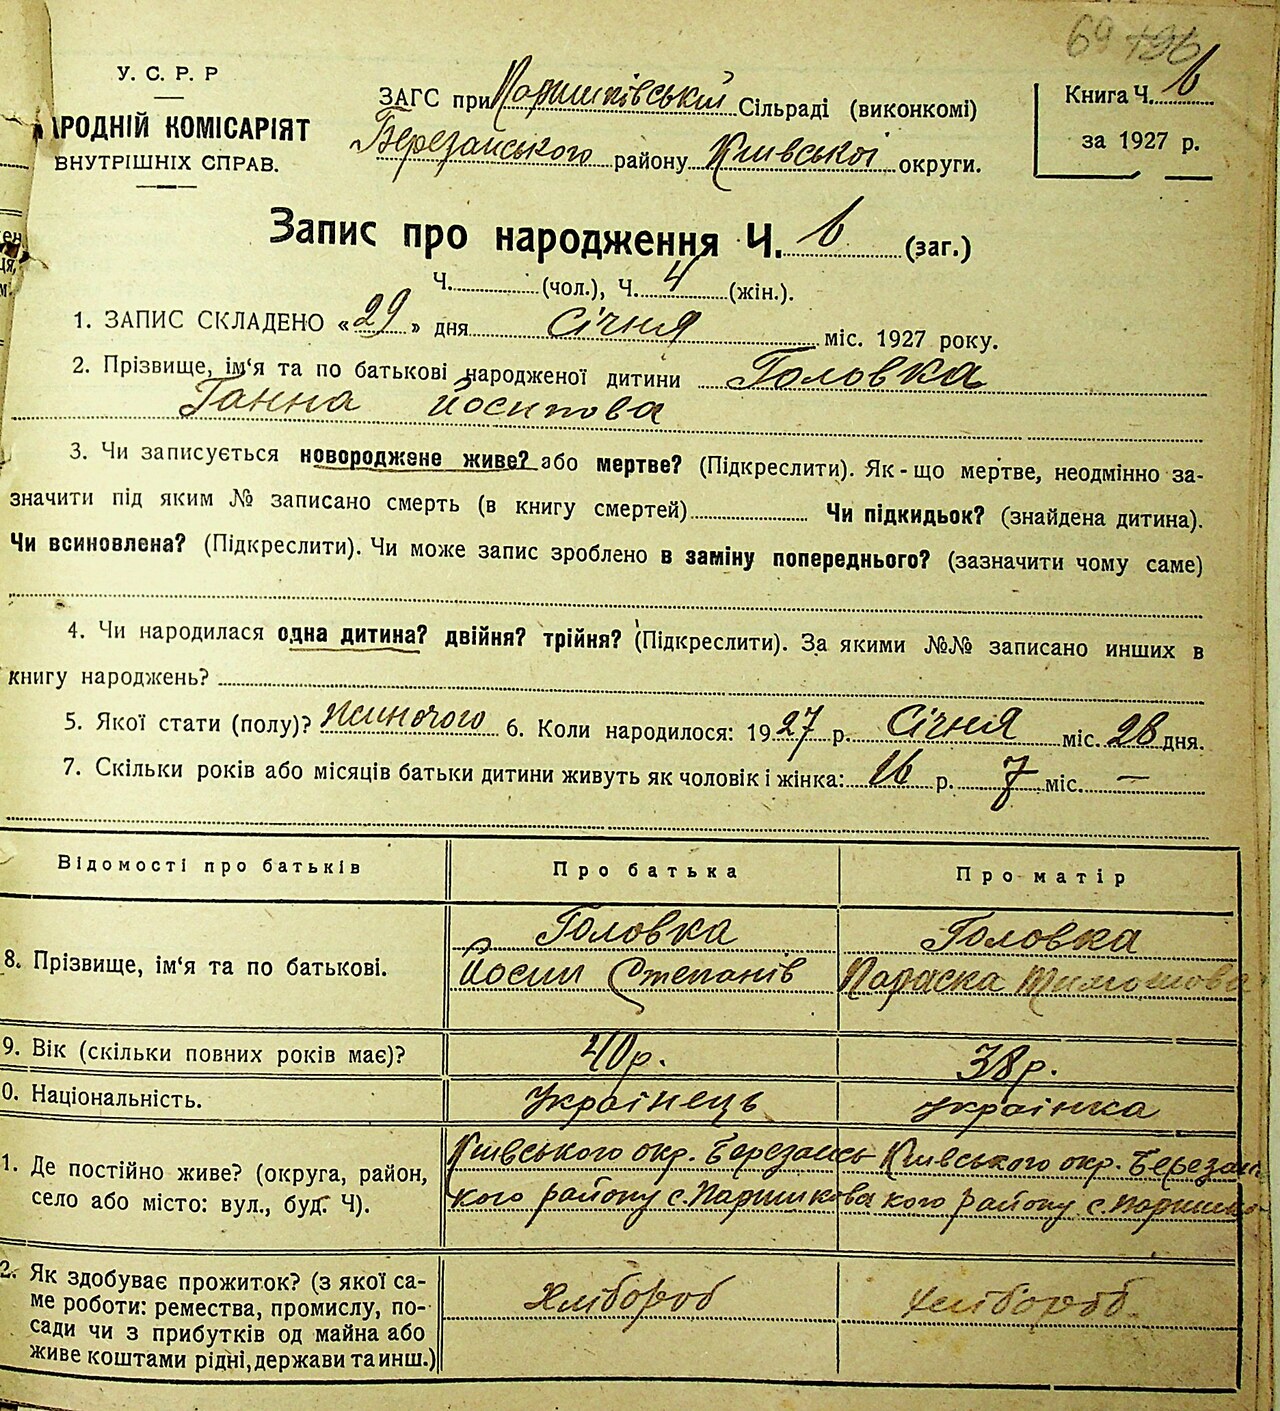 69 196
У. С. Р. Р
НАРОДНІЙ КОМІСАРІЯТ
ВНУТРІШНІХ СПРАВ.
ЗАГС при Паришківській Сільраді (виконкомі)
Березанського району Київської округи.
Книга Ч. 6
за 1927 р.
Запис про народження Ч. 6 (заг.)
Ч. (чол.), Ч. 4 (жін.).
1. ЗАПИС СКЛАДЕНО «29» дня Січня міс. 1927 року.
2. Прізвище, ім‘я та по батькові народженої дитини Головка
Ганна Йосипова
3. Чи записується новороджене живе? або мертве? (Підкреслити). Як-що мертве, неодмінно за-
значити під яким № записано смерть (в книгу смертей) Чи підкидьок? (знайдена дитина).
Чи всиновлена? (Підкреслити). Чи може запис зроблено в заміну попереднього? (зазначити чому саме)
4. Чи народилася одна дитина? двійня? трійня? (Підкреслити). За якими №№ записано инших в
книгу народжень?
5. Якої стати (полу)? жиночого 6. Коли народилося: 1927 р. Січня міс. 28 дня.
7. Скільки років або місяців батьки дитини живуть як чоловік і жінка: 16 р. 7 міс. —
Відомості про батьків Про батька Про матір
8. Прізвище, ім‘я та по батькові. Головка Головка
Йосип Степанів Параска Тимошова
9. Вік (скільки повних років має)? 40 р. 38 р.
0. Національність. Українець українка
1. Де постійно живе? (округа, район, Київського окр. Березансь Київського окр. Березанс
село або місто: вул., буд. Ч). кого району с. Паришкова кого району с. Паришко
2. Як здобуває прожиток? (з якої са- Хлібороб Хлібороб
ме роботи: ремества, промислу, по-
сади чи з прибутків од майна або
живе коштами рідні, держави та инш.)